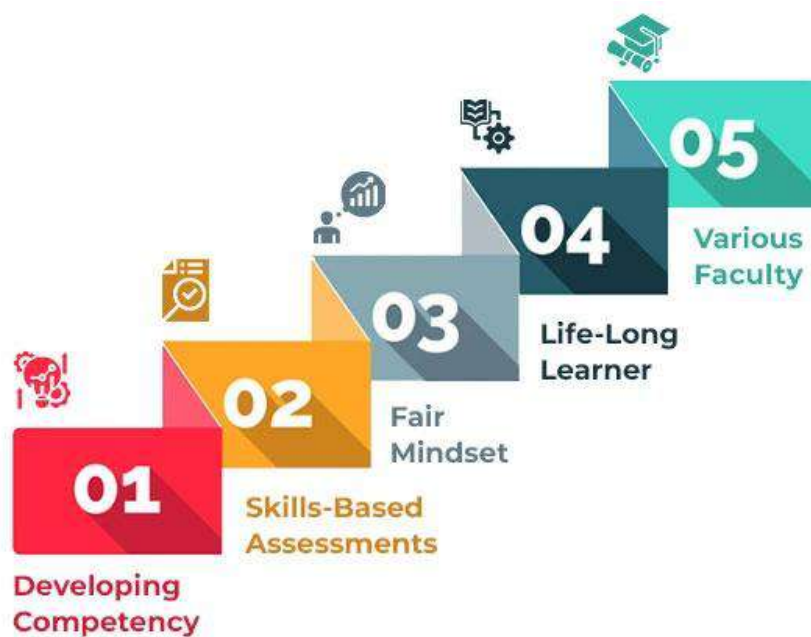 01
Developing
Competency
02
Skills-Based
Assessments
03
Fair
Mindset
04
Life-Long
Learner
05
Various
Faculty